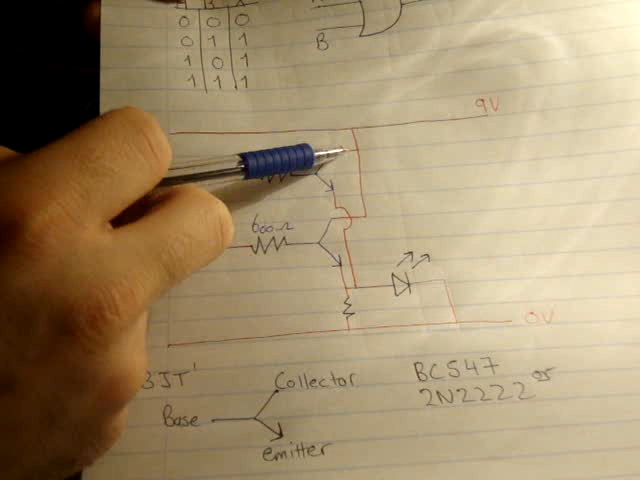 0 0 0
B
0 1 1
1 0 1
1 1 1
9V
600Ω
0V
BJT'
Collector
BC547 or
Base
2N2222
emitter